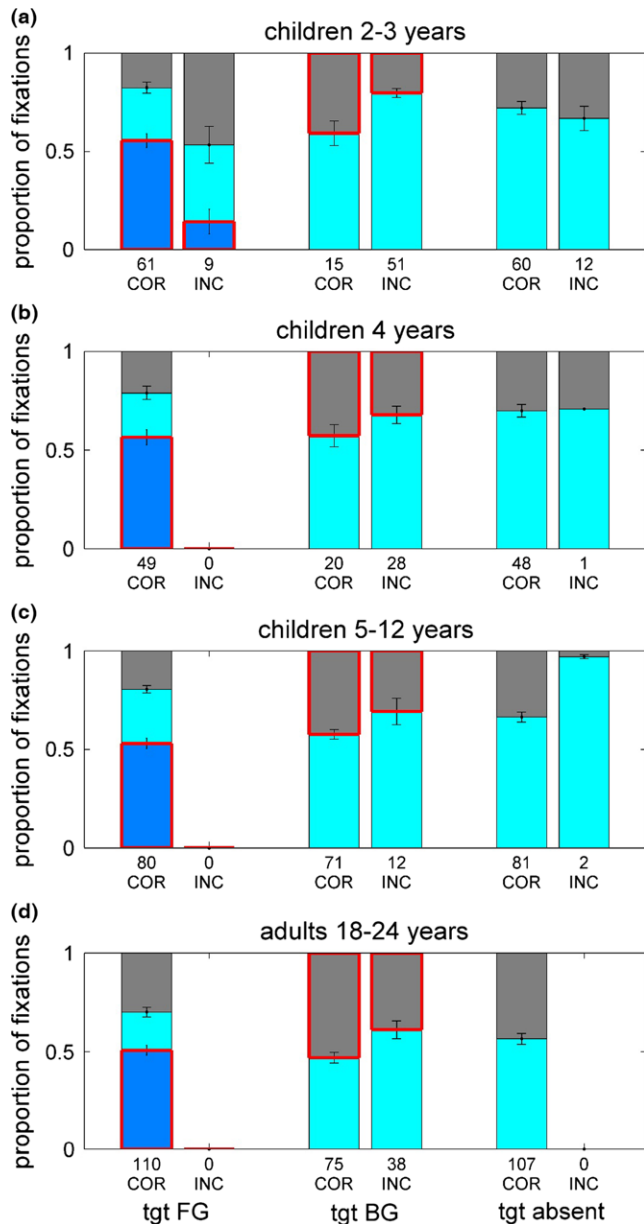 (a)
children 2-3 years
proportion of fixations
1
0.5
0
61 9 15 51 60 12
COR INC COR INC COR INC
(b)
children 4 years
proportion of fixations
1
0.5
0
49 0 20 28 48 1
COR INC COR INC COR INC
(c)
children 5-12 years
proportion of fixations
1
0.5
0
80 0 71 12 81 2
COR INC COR INC COR INC
(d)
adults 18-24 years
proportion of fixations
1
0.5
0
110 0 75 38 107 0
COR INC COR INC COR INC
tgt FG tgt BG tgt absent